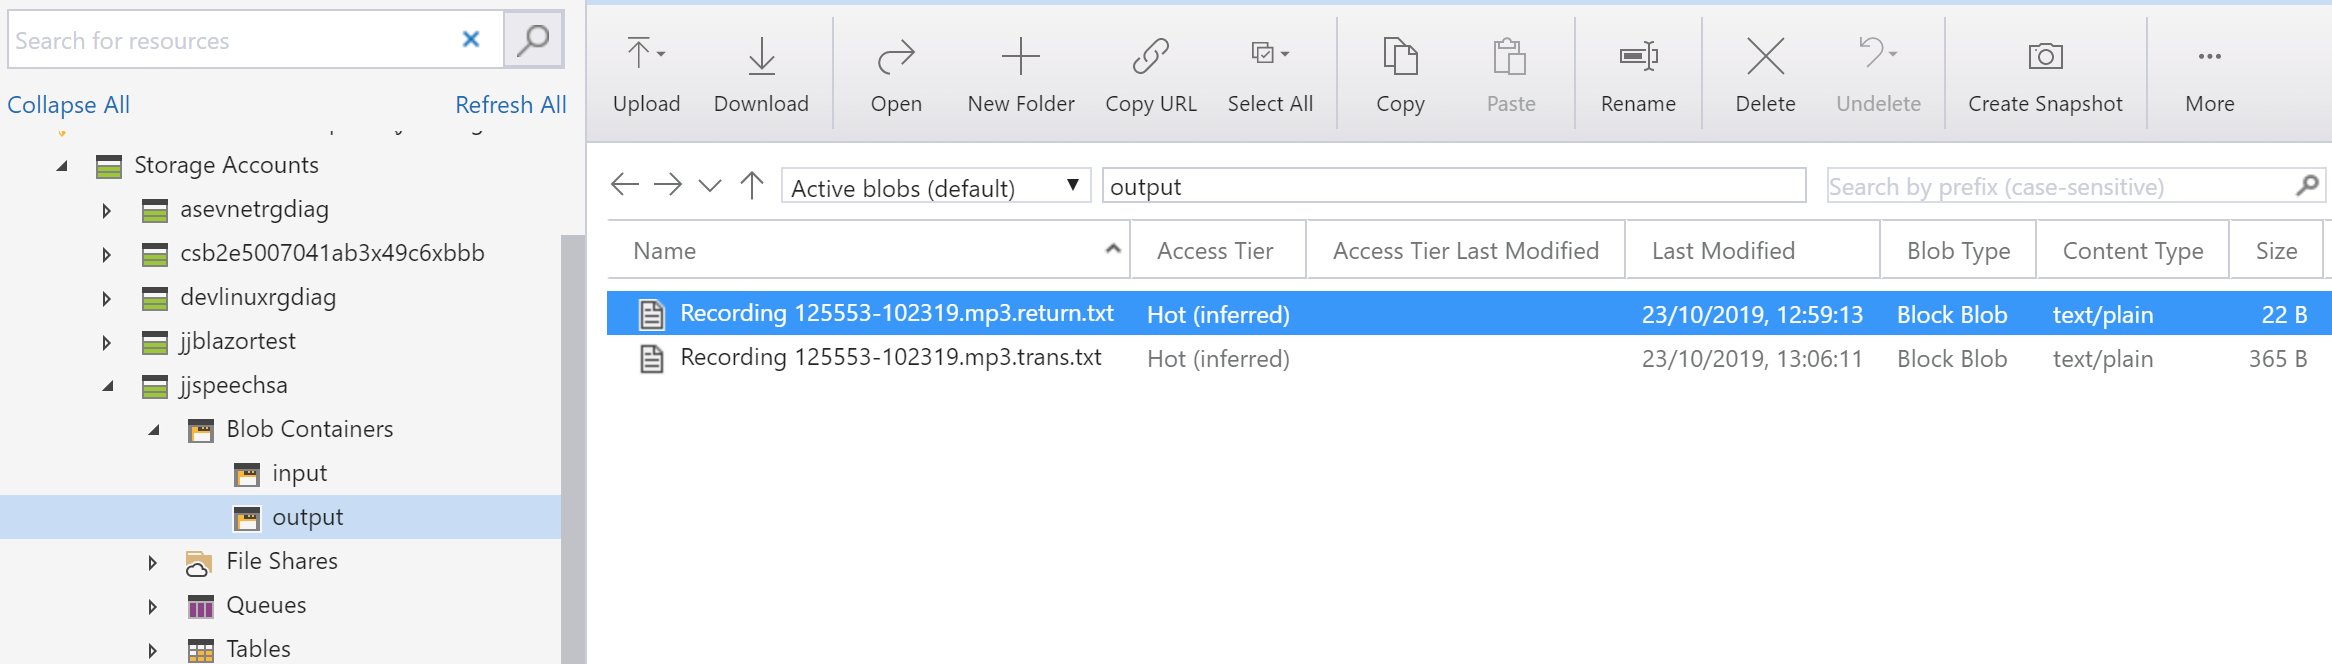 Search for resources
Collapse All Refresh All
Storage Accounts
asevnetrgdiag
csb2e5007041ab3x49c6xbbb
devlinuxrgdiag
jjblazortest
jjspeechsa
Blob Containers
input
output
File Shares
Queues
Tables
Upload Download Open New Folder Copy URL Select All Copy Paste Rename Delete Undelete Create Snapshot More
Active blobs (default) output Search by prefix (case-sensitive)
Name Access Tier Access Tier Last Modified Last Modified Blob Type Content Type Size
Recording 125553-102319.mp3.return.txt Hot (inferred) 23/10/2019, 12:59:13 Block Blob text/plain 22 B
Recording 125553-102319.mp3.trans.txt Hot (inferred) 23/10/2019, 13:06:11 Block Blob text/plain 365 B